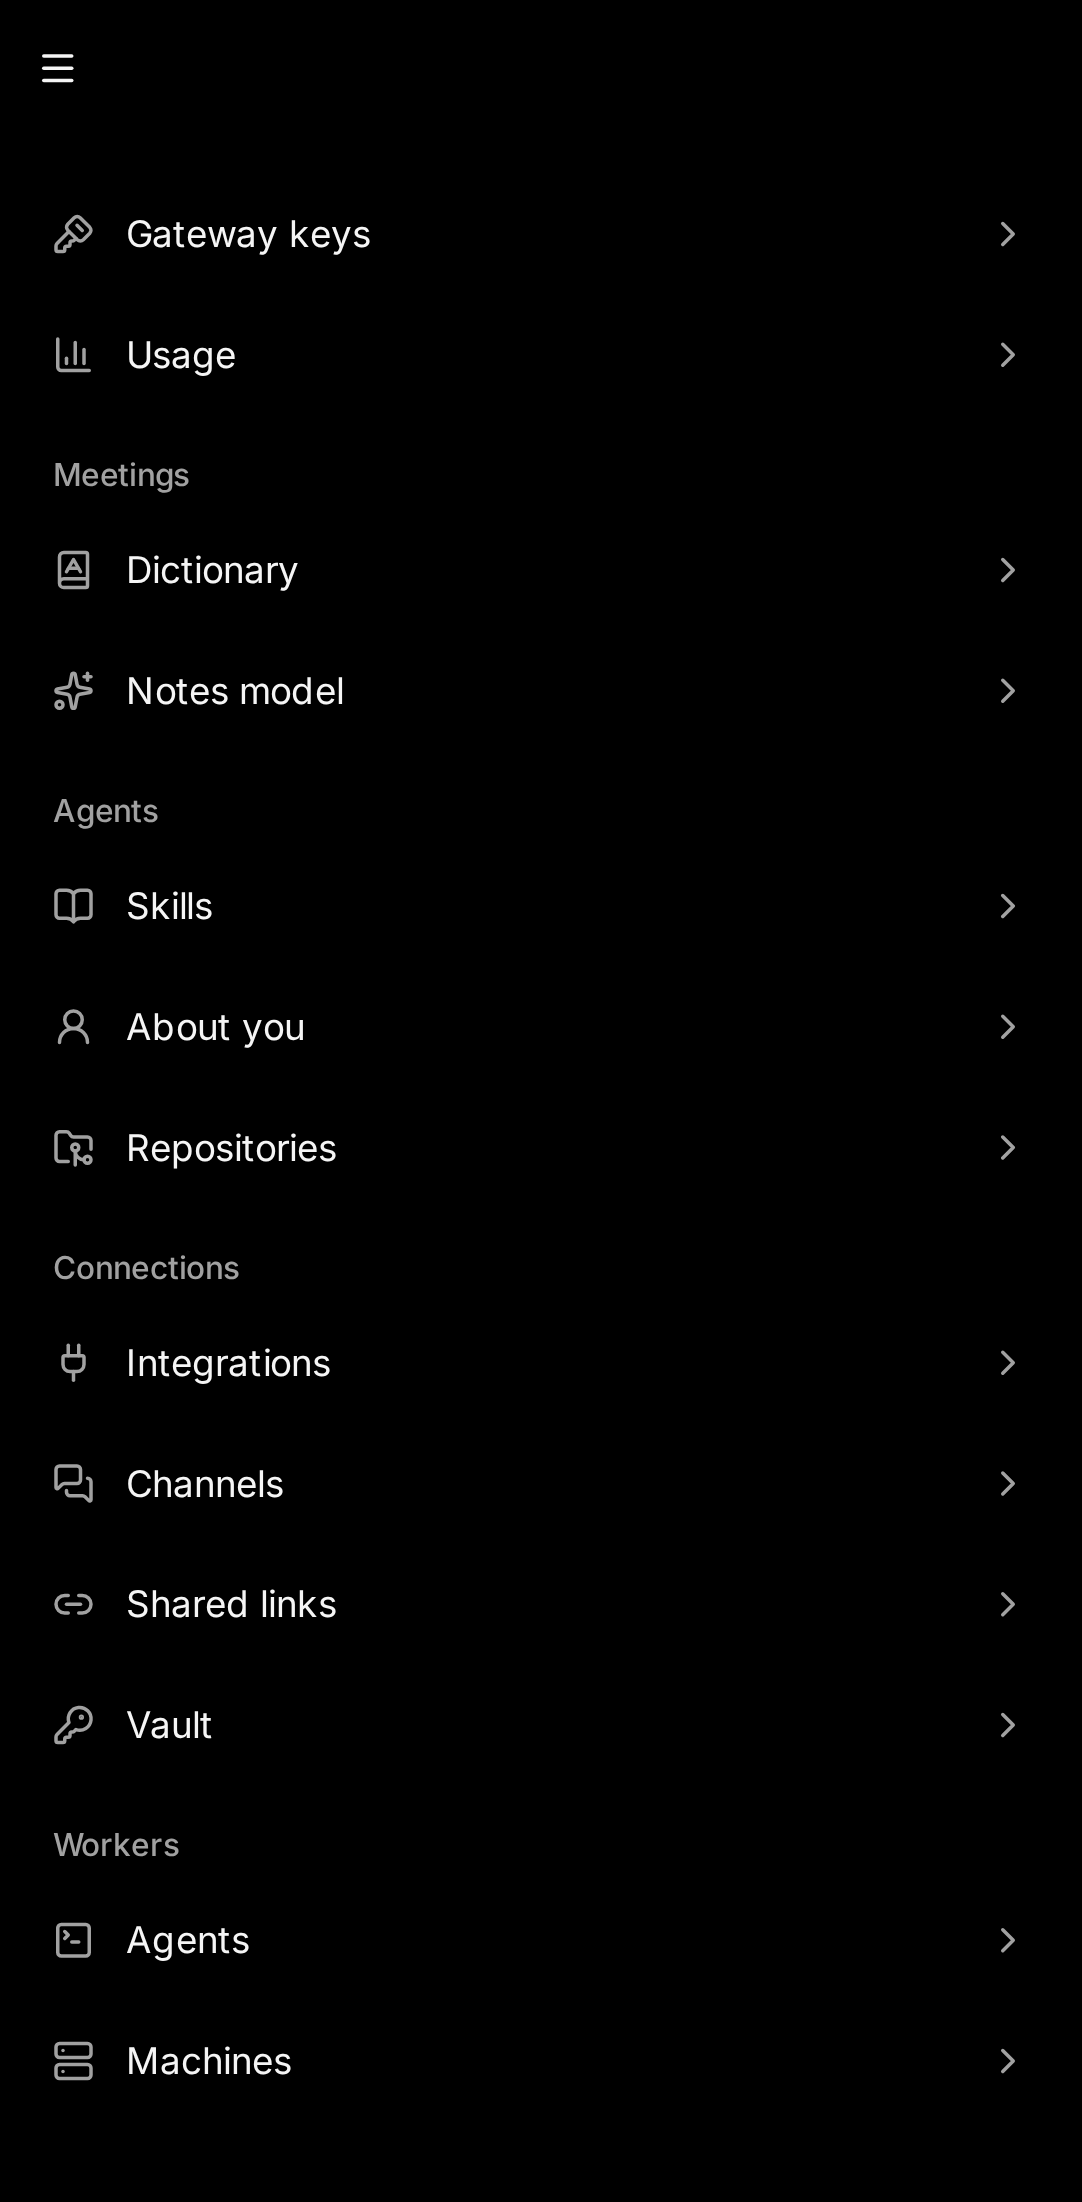 Gateway keys
Usage
Meetings
Dictionary
Notes model
Agents
Skills
About you
Repositories
Connections
Integrations
Channels
Shared links
Vault
Workers
Agents
Machines